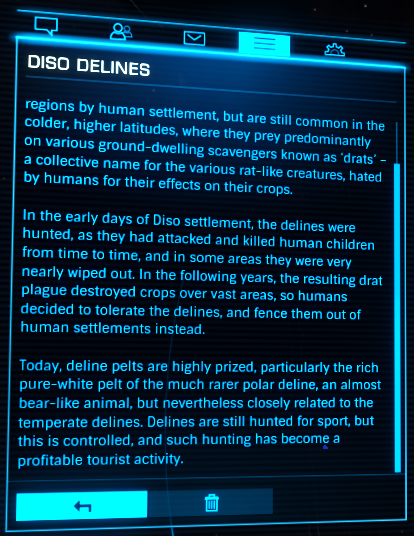 DISO DELINES
regions by human settlement, but are still common in the
colder, higher latitudes, where they prey predominantly
on various ground-dwelling scavengers known as 'drats' –
a collective name for the various rat-like creatures, hated
by humans for their effects on their crops.
In the early days of Diso settlement, the delines were
hunted, as they had attacked and killed human children
from time to time, and in some areas they were very
nearly wiped out. In the following years, the resulting drat
plague destroyed crops over vast areas, so humans
decided to tolerate the delines, and fence them out of
human settlements instead.
Today, deline pelts are highly prized, particularly the rich
pure-white pelt of the much rarer polar deline, an almost
bear-like animal, but nevertheless closely related to the
temperate delines. Delines are still hunted for sport, but
this is controlled, and such hunting has become a
profitable tourist activity.